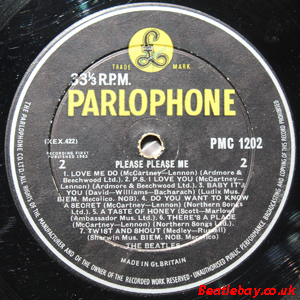 TRADE MARK
33⅓ R.P.M.
PARLOPHONE
(XEX.422)
PMC 1202
RECORDING FIRST
PUBLISHED 1963
2 PLEASE PLEASE ME 2
1. LOVE ME DO (McCartney—Lennon) (Ardmore &
Beechwood Ltd.). 2. P.S. I LOVE YOU (McCartney—
Lennon) (Ardmore & Beechwood Ltd.). 3. BABY IT'S
YOU (David—Williams—Bacharach) (Ludix Mus.
BIEM. Mecolico. NCB). 4. DO YOU WANT TO KNOW
A SECRET (McCartney—Lennon) (Northern Songs
Ltd.). 5. A TASTE OF HONEY (Scott—Marlow)
(Ambassador Mus. Ltd.). 6. THERE'S A PLACE
(McCartney—Lennon) (Northern Songs Ltd.).
7. TWIST AND SHOUT (Medley—Russell)
(Sherwin Mus. BIEM. NCB. Mecolico.)
THE BEATLES
MADE IN GT. BRITAIN
THE PARLOPHONE CO. LTD. ALL RIGHTS OF THE MANUFACTURER AND OF THE OWNER OF THE RECORDED WORK RESERVED. UNAUTHORISED PUBLIC PERFORMANCE BROADCASTING AND COPYING OF THIS RECORD PROHIBITED
Beatlebay.co.uk